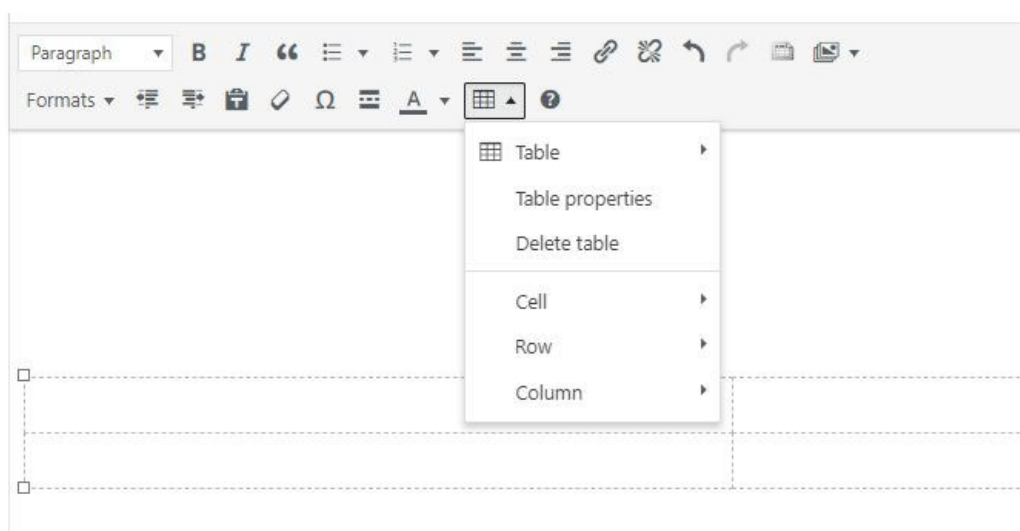 Paragraph B I
Formats Ω A
Table
Table properties
Delete table
Cell
Row
Column